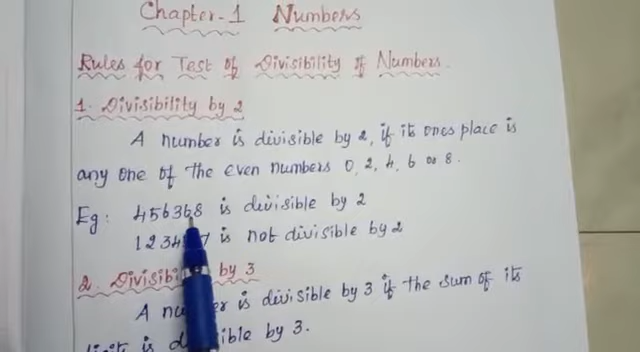 Chapter-1 Numbers
Rules for Test of Divisibility of Numbers.
1. Divisibility by 2
A number is divisible by 2, if its ones place is
any one of the even numbers 0, 2, 4, 6 or 8.
Eg: 456368 is divisible by 2
is not divisible by 2
2. by 3
A is divisible by 3 if the sum of its
is by 3.